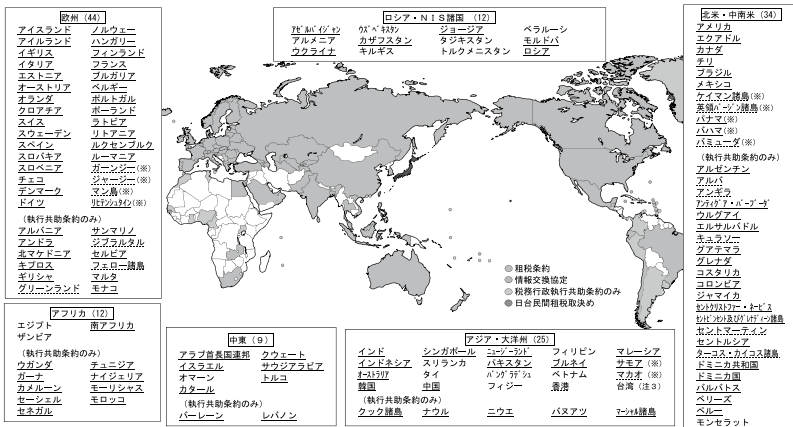 欧州（44）
アイスランド ノルウェー
アイルランド ハンガリー
イギリス フィンランド
イタリア フランス
エストニア ブルガリア
オーストリア ベルギー
オランダ ポルトガル
クロアチア ポーランド
スイス ラトビア
スウェーデン リトアニア
スペイン ルクセンブルク
スロバキア ルーマニア
スロベニア ガーンジー（※）
チェコ ジャージー（※）
デンマーク マン島（※）
ドイツ リヒテンシュタイン（※）
（執行共助条約のみ）
アルバニア サンマリノ
アンドラ ジブラルタル
北マケドニア セルビア
キプロス フェロー諸島
ギリシャ マルタ
グリーンランド モナコ
ロシア・ＮＩＳ諸国（12）
アゼルバイジャン ウズベキスタン ジョージア ベラルーシ
アルメニア カザフスタン タジキスタン モルドバ
ウクライナ キルギス トルクメニスタン ロシア
北米・中南米（34）
アメリカ
エクアドル
カナダ
チリ
ブラジル
メキシコ
ケイマン諸島（※）
英領バージン諸島（※）
パナマ（※）
バハマ（※）
バミューダ（※）
（執行共助条約のみ）
アルゼンチン
アルバ
アンギラ
アンティグア・バーブーダ
ウルグアイ
エルサルバドル
キュラソー
グアテマラ
グレナダ
コスタリカ
コロンビア
ジャマイカ
セントクリストファー・ネービス
セントビンセント及びグレナディーン諸島
セントマーティン
セントルシア
タークス・カイコス諸島
ドミニカ共和国
ドミニカ国
バルバドス
ベリーズ
ペルー
モンセラット
租税条約
情報交換協定
税務行政執行共助条約のみ
日台民間租税取決め
アフリカ（12）
エジプト 南アフリカ
ザンビア
（執行共助条約のみ）
ウガンダ チュニジア
ガーナ ナイジェリア
カメルーン モーリシャス
セーシェル モロッコ
セネガル
中東（９）
アラブ首長国連邦 クウェート
イスラエル サウジアラビア
オマーン トルコ
カタール
（執行共助条約のみ）
バーレーン レバノン
アジア・大洋州（25）
インド シンガポール ニュージーランド フィリピン マレーシア
インドネシア スリランカ パキスタン ブルネイ サモア（※）
オーストラリア タイ バングラデシュ ベトナム マカオ（※）
韓国 中国 フィジー 香港 台湾（注３）
（執行共助条約のみ）
クック諸島 ナウル ニウエ バヌアツ マーシャル諸島